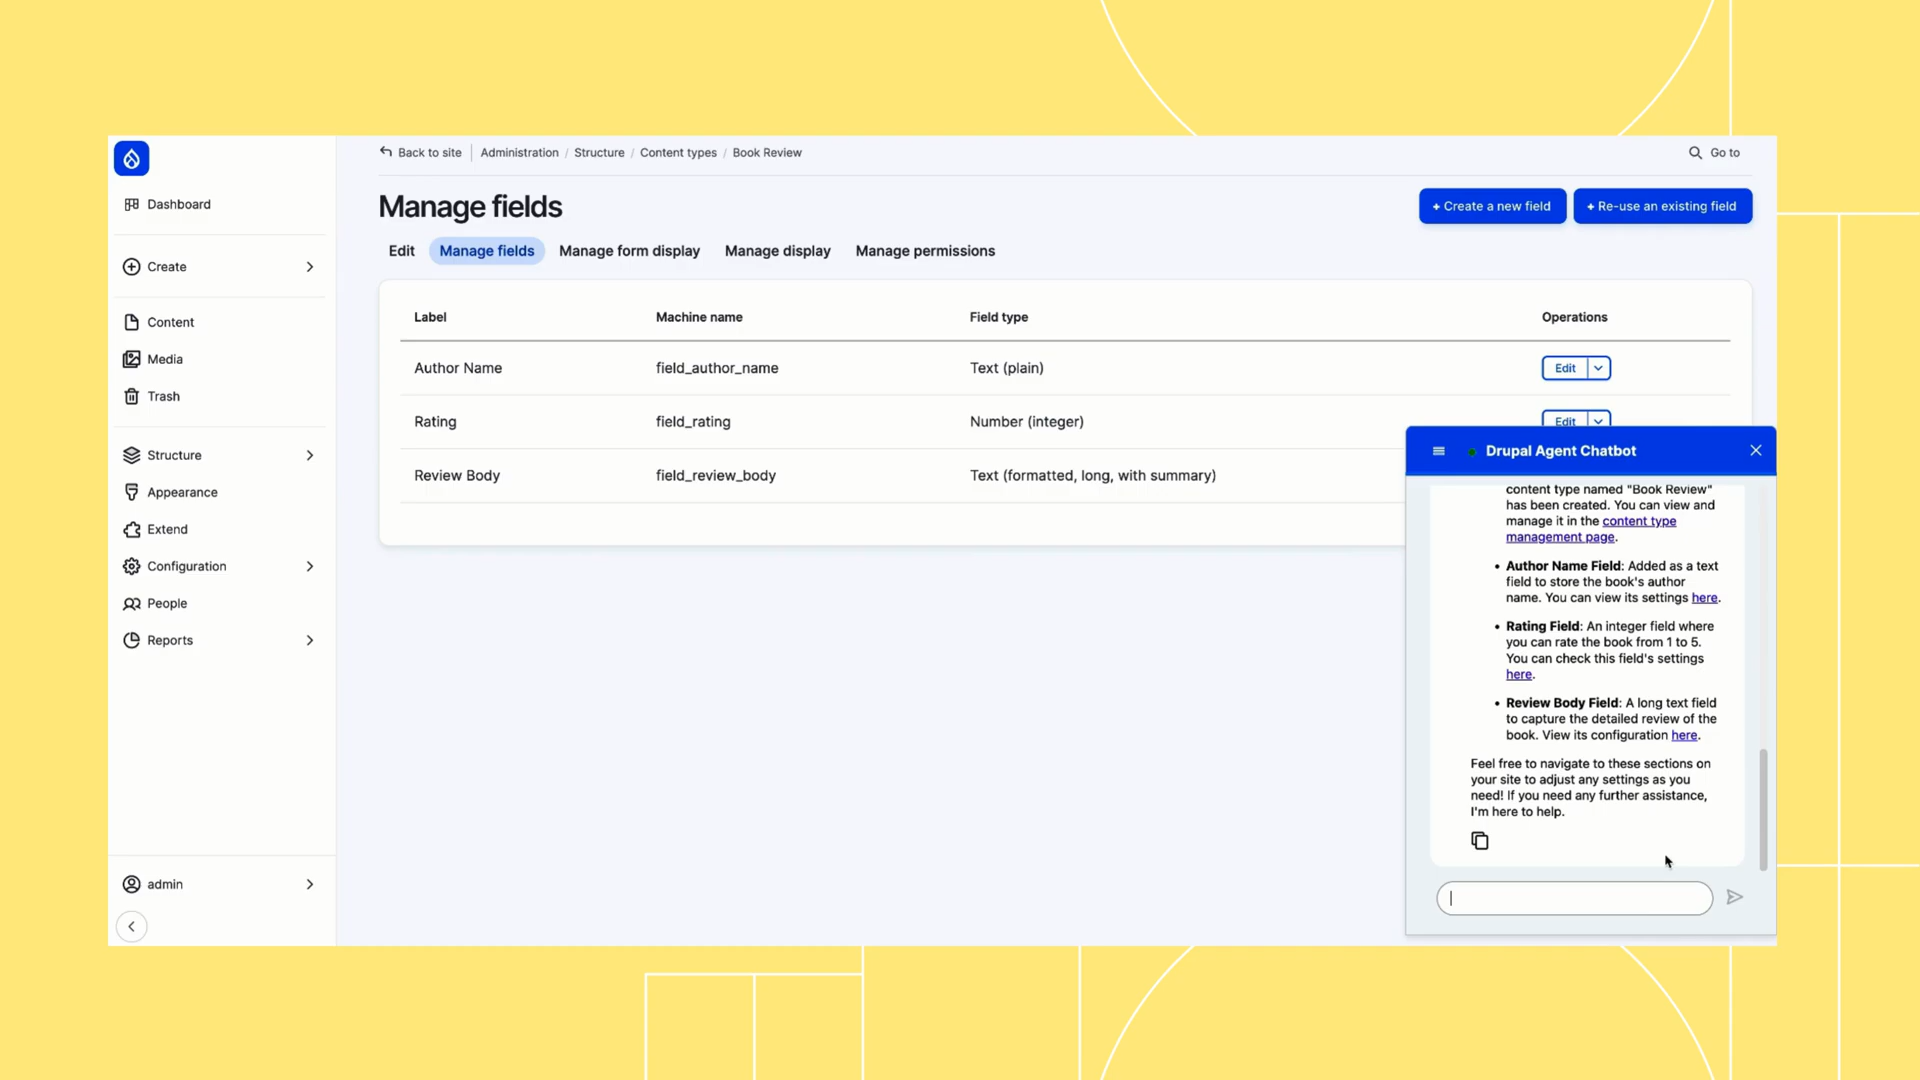 Back to site
Administration / Structure / Content types / Book Review
Go to
Dashboard
Create
Content
Media
Trash
Structure
Appearance
Extend
Configuration
People
Reports
admin
Manage fields
+ Create a new field
+ Re-use an existing field
Edit
Manage fields
Manage form display
Manage display
Manage permissions
Label Machine name Field type Operations
Author Name field_author_name Text (plain) Edit
Rating field_rating Number (integer) Edit
Review Body field_review_body Text (formatted, long, with summary)
Drupal Agent Chatbot
content type named "Book Review"
has been created. You can view and
manage it in the content type
management page.
• Author Name Field: Added as a text
field to store the book's author
name. You can view its settings here.
• Rating Field: An integer field where
you can rate the book from 1 to 5.
You can check this field's settings
here.
• Review Body Field: A long text field
to capture the detailed review of the
book. View its configuration here.
Feel free to navigate to these sections on
your site to adjust any settings as you
need! If you need any further assistance,
I'm here to help.